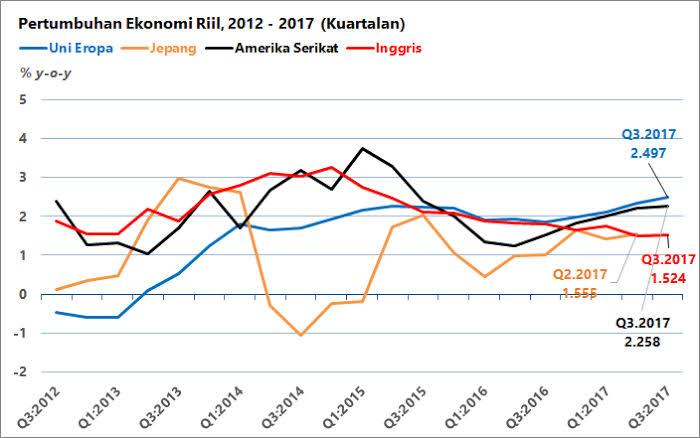 Pertumbuhan Ekonomi Riil, 2012 - 2017 (Kuartalan)
Uni Eropa Jepang Amerika Serikat Inggris
% y-o-y
5
4
3
2
1
0
-1
-2
Q3.2017
2.497
Q3.2017
1.524
Q2.2017
1.555
Q3.2017
2.258
Q3:2012
Q1:2013
Q3:2013
Q1:2014
Q3:2014
Q1:2015
Q3:2015
Q1:2016
Q3:2016
Q1:2017
Q3:2017